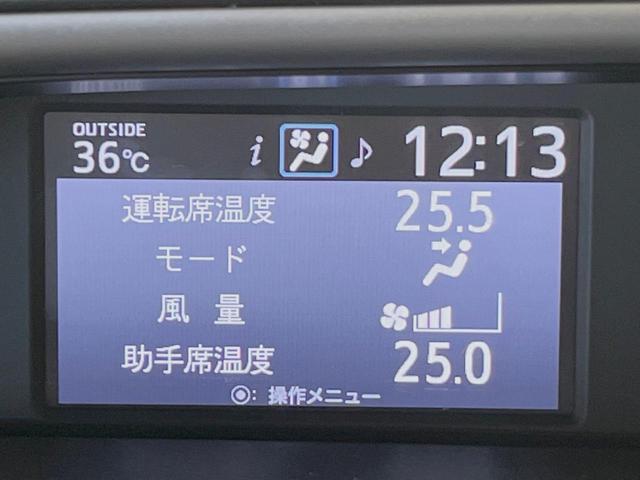 OUTSIDE
36℃ i ♪ 12:13
運転席温度 25.5
モード
風量
助手席温度 25.0
◉: 操作メニュー